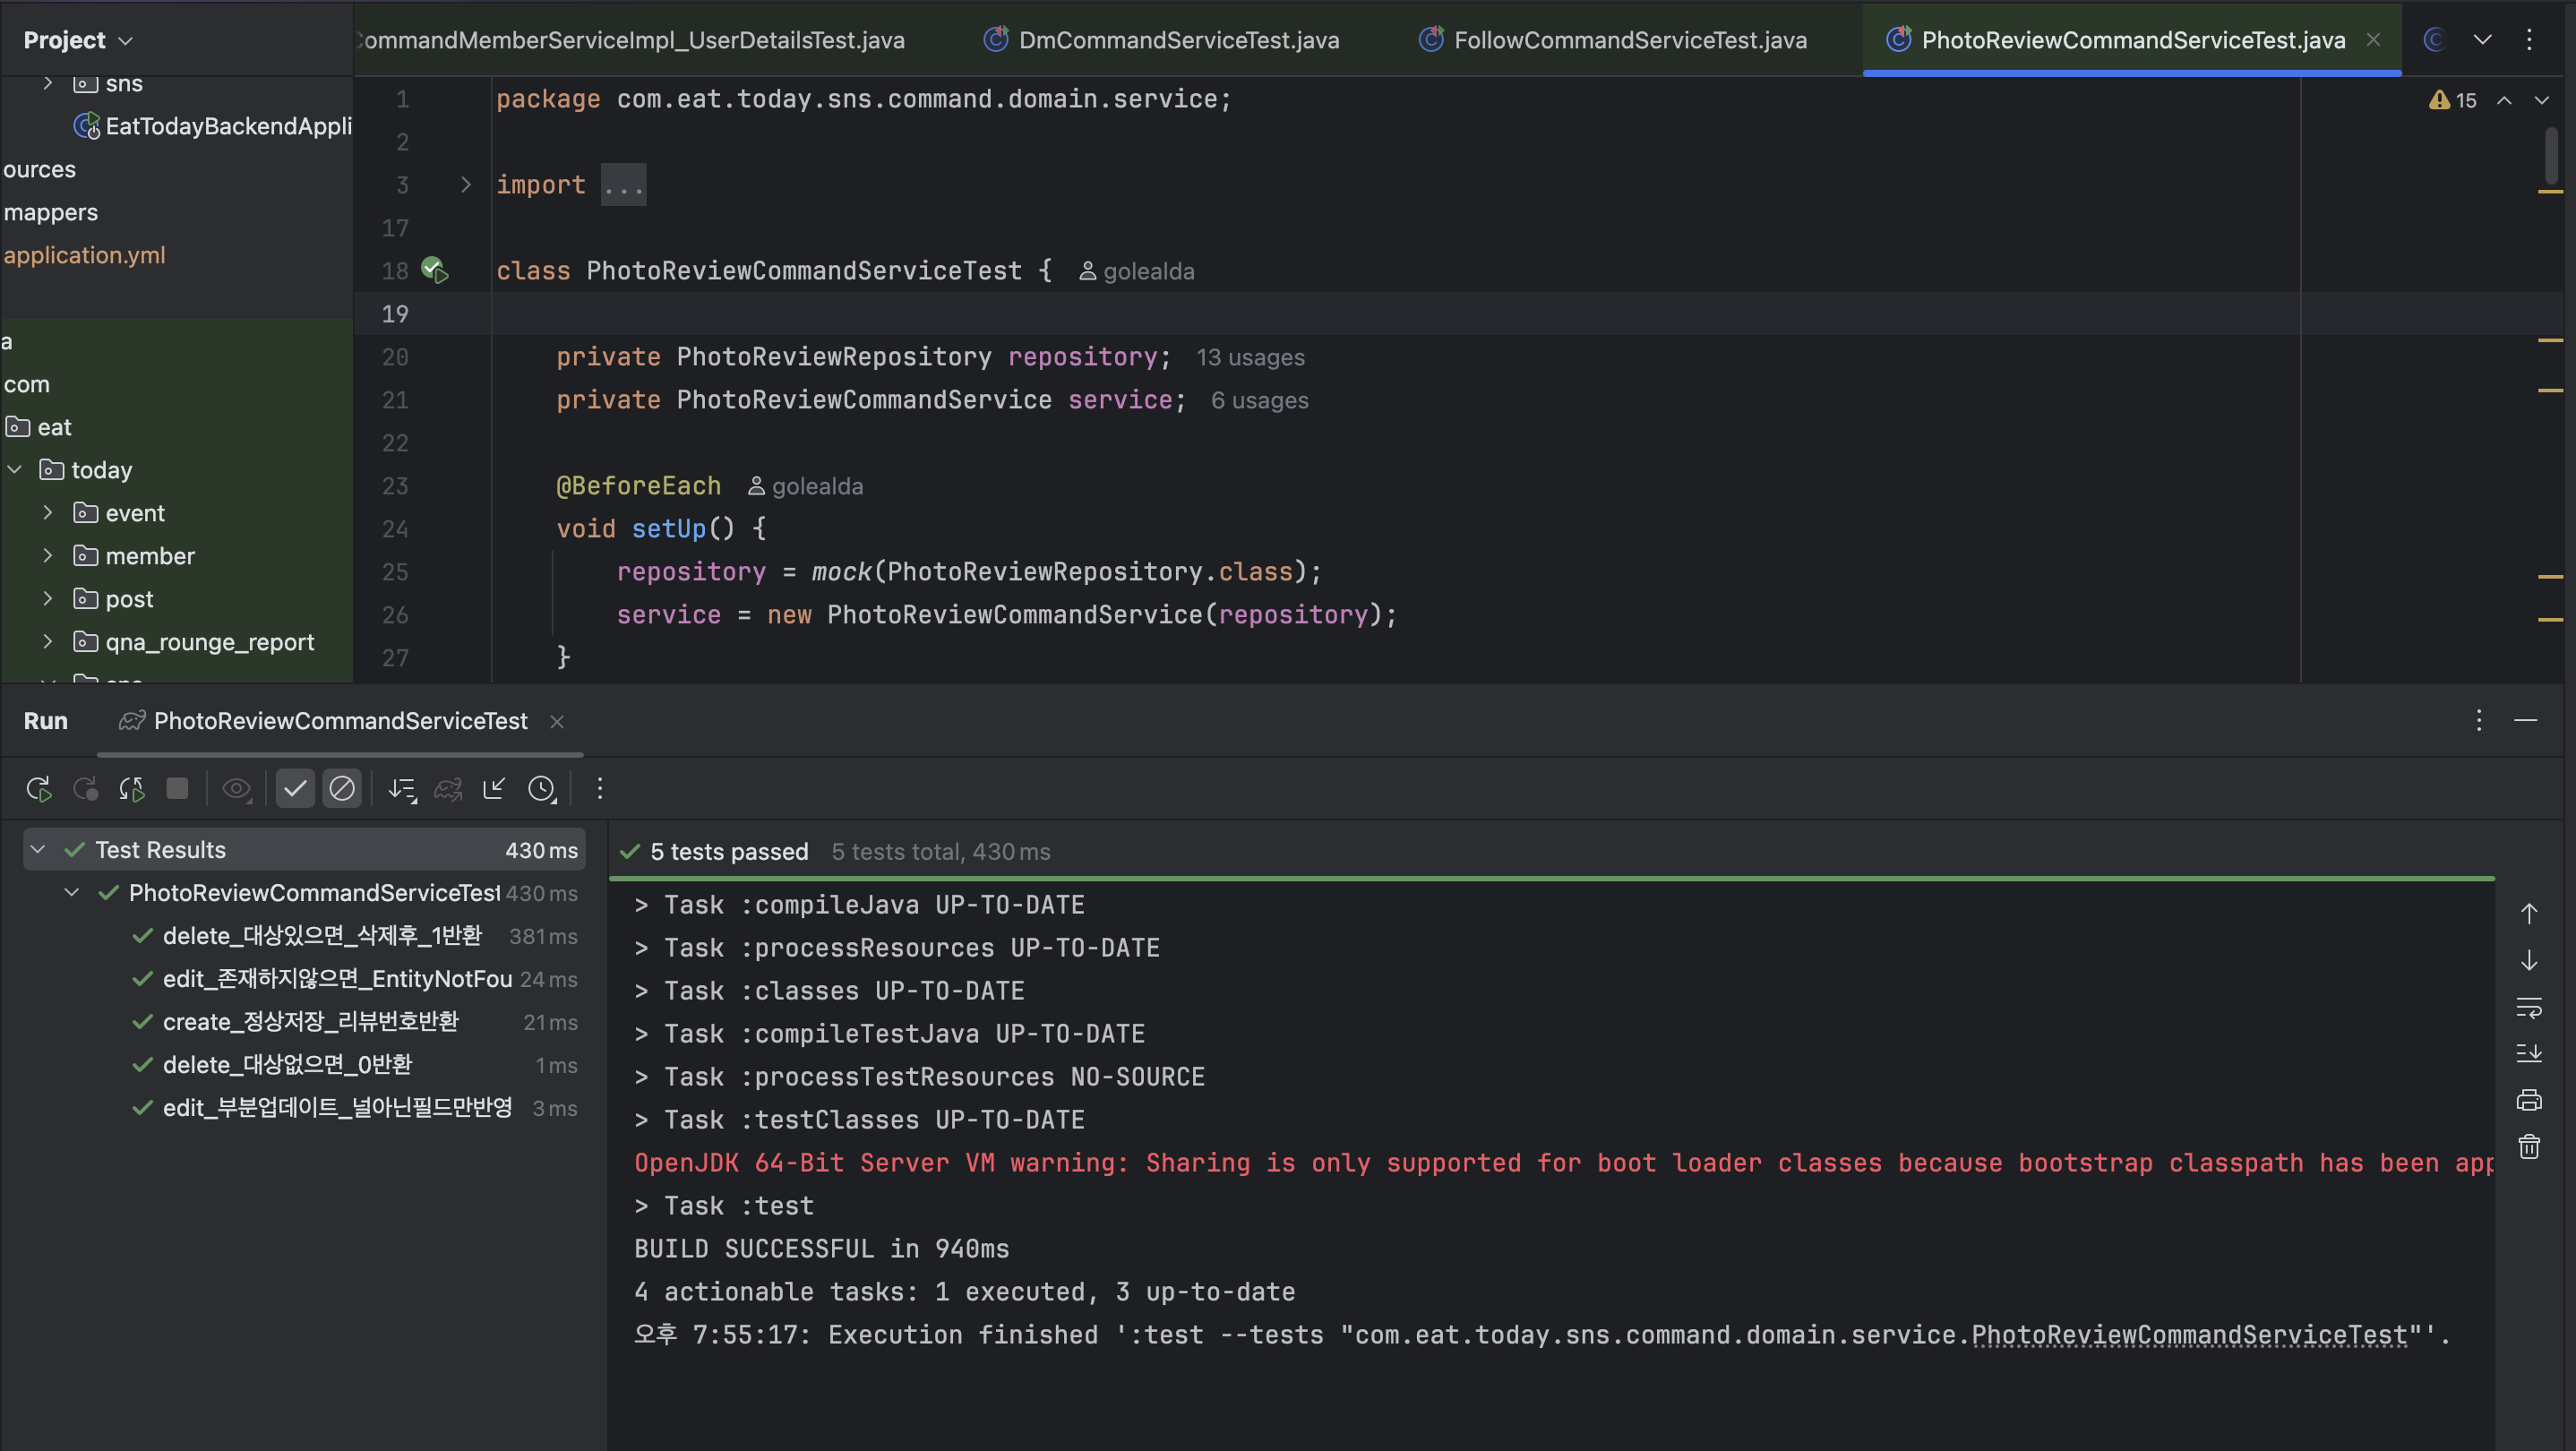 Project
CommandMemberServiceImpl_UserDetailsTest.java
DmCommandServiceTest.java
FollowCommandServiceTest.java
PhotoReviewCommandServiceTest.java
sns
EatTodayBackendAppli
ources
mappers
application.yml
a
com
eat
today
event
member
post
qna_rounge_report
sns
15
1 package com.eat.today.sns.command.domain.service;
2
3 import ...
17
18 class PhotoReviewCommandServiceTest { golealda
19
20 private PhotoReviewRepository repository; 13 usages
21 private PhotoReviewCommandService service; 6 usages
22
23 @BeforeEach golealda
24 void setUp() {
25 repository = mock(PhotoReviewRepository.class);
26 service = new PhotoReviewCommandService(repository);
27 }
Run PhotoReviewCommandServiceTest
Test Results 430 ms
PhotoReviewCommandServiceTest 430 ms
delete_대상있으면_삭제후_1반환 381 ms
edit_존재하지않으면_EntityNotFou 24 ms
create_정상저장_리뷰번호반환 21 ms
delete_대상없으면_0반환 1 ms
edit_부분업데이트_널아닌필드만반영 3 ms
5 tests passed 5 tests total, 430 ms
> Task :compileJava UP-TO-DATE
> Task :processResources UP-TO-DATE
> Task :classes UP-TO-DATE
> Task :compileTestJava UP-TO-DATE
> Task :processTestResources NO-SOURCE
> Task :testClasses UP-TO-DATE
OpenJDK 64-Bit Server VM warning: Sharing is only supported for boot loader classes because bootstrap classpath has been app
> Task :test
BUILD SUCCESSFUL in 940ms
4 actionable tasks: 1 executed, 3 up-to-date
오후 7:55:17: Execution finished ':test --tests "com.eat.today.sns.command.domain.service.PhotoReviewCommandServiceTest"'.